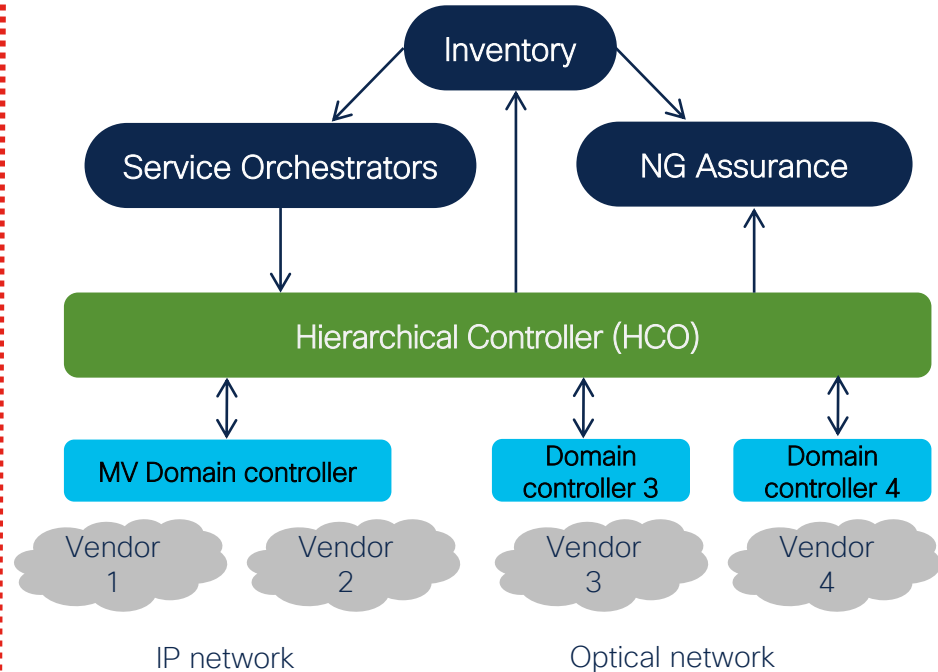 Inventory
Service Orchestrators
NG Assurance
Hierarchical Controller (HCO)
MV Domain controller
Domain
controller 3
Domain
controller 4
Vendor
1
Vendor
2
Vendor
3
Vendor
4
IP network
Optical network